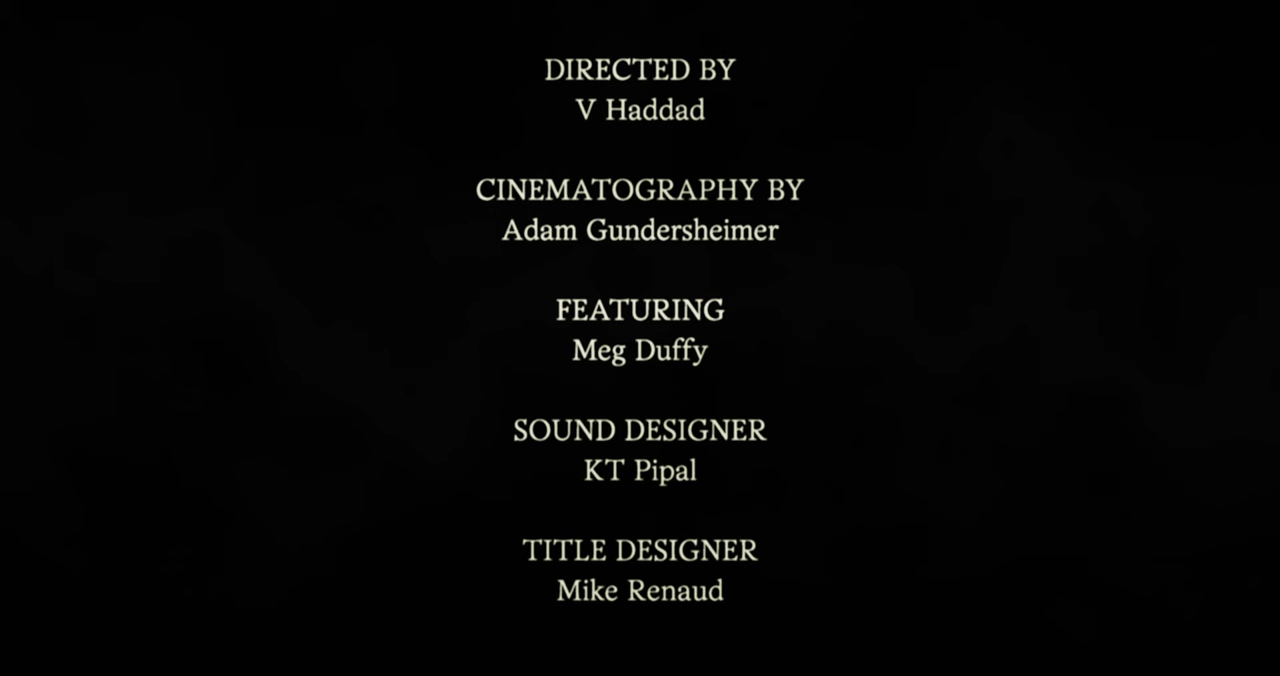 DIRECTED BY
V Haddad
CINEMATOGRAPHY BY
Adam Gundersheimer
FEATURING
Meg Duffy
SOUND DESIGNER
KT Pipal
TITLE DESIGNER
Mike Renaud